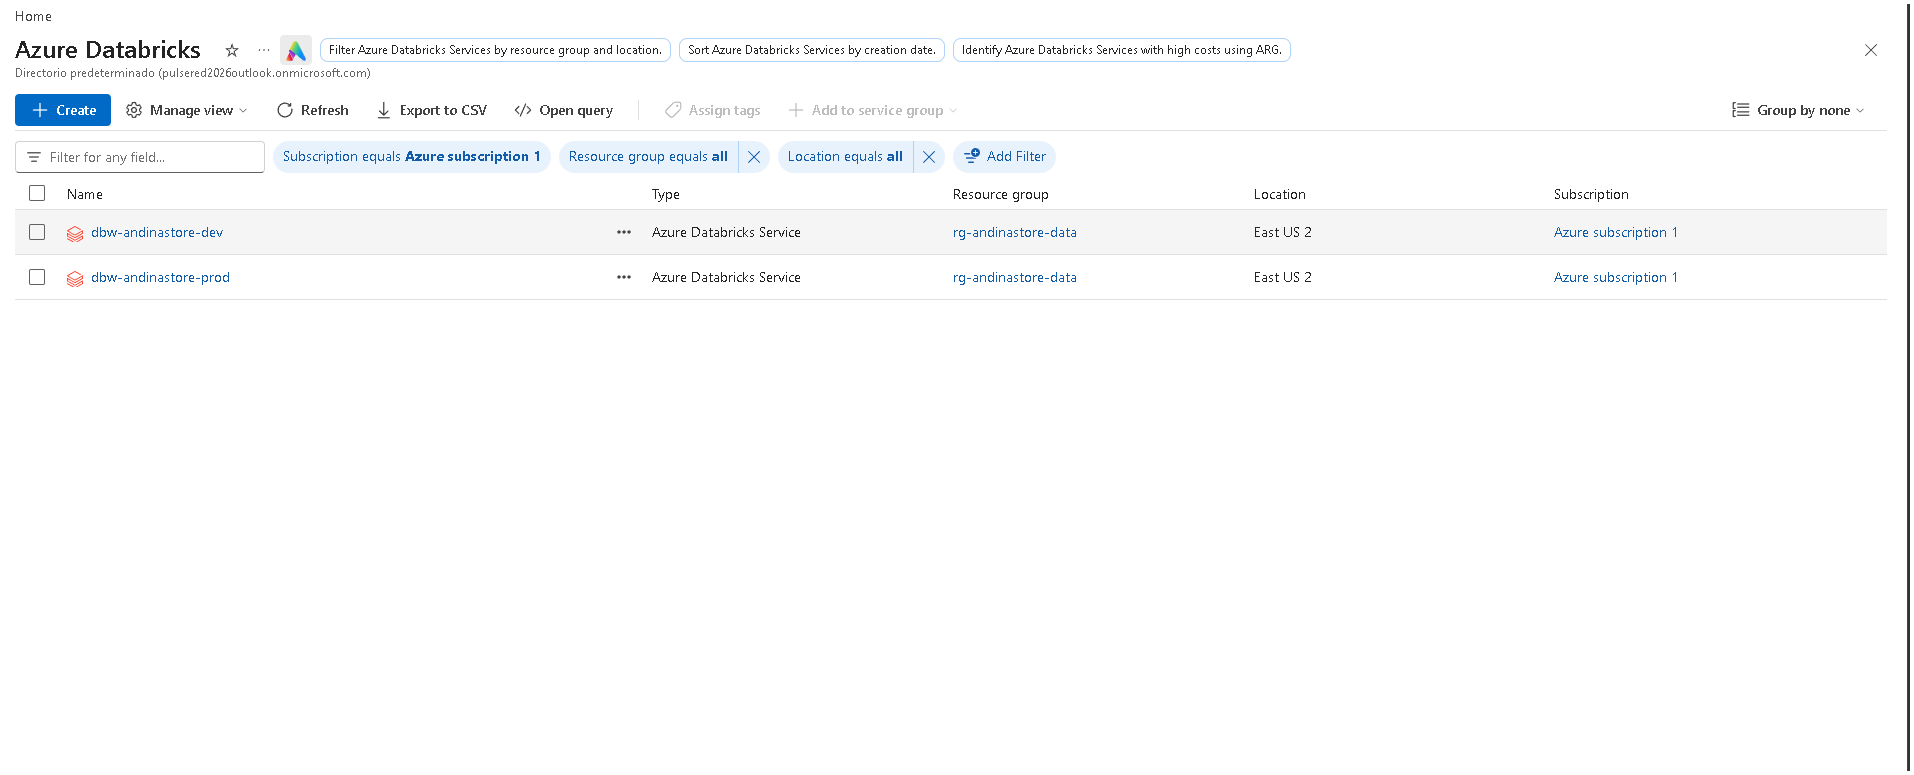 Home
Azure Databricks
Filter Azure Databricks Services by resource group and location.
Sort Azure Databricks Services by creation date.
Identify Azure Databricks Services with high costs using ARG.
Directorio predeterminado (pulsered2026outlook.onmicrosoft.com)
Create
Manage view
Refresh
Export to CSV
Open query
Assign tags
Add to service group
Group by none
Filter for any field...
Subscription equals Azure subscription 1
Resource group equals all
Location equals all
Add Filter
Name Type Resource group Location Subscription
dbw-andinastore-dev Azure Databricks Service rg-andinastore-data East US 2 Azure subscription 1
dbw-andinastore-prod Azure Databricks Service rg-andinastore-data East US 2 Azure subscription 1